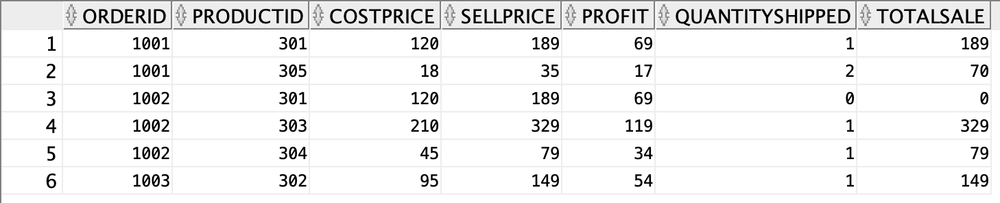 ORDERID PRODUCTID COSTPRICE SELLPRICE PROFIT QUANTITYSHIPPED TOTALSALE
1 1001 301 120 189 69 1 189
2 1001 305 18 35 17 2 70
3 1002 301 120 189 69 0 0
4 1002 303 210 329 119 1 329
5 1002 304 45 79 34 1 79
6 1003 302 95 149 54 1 149